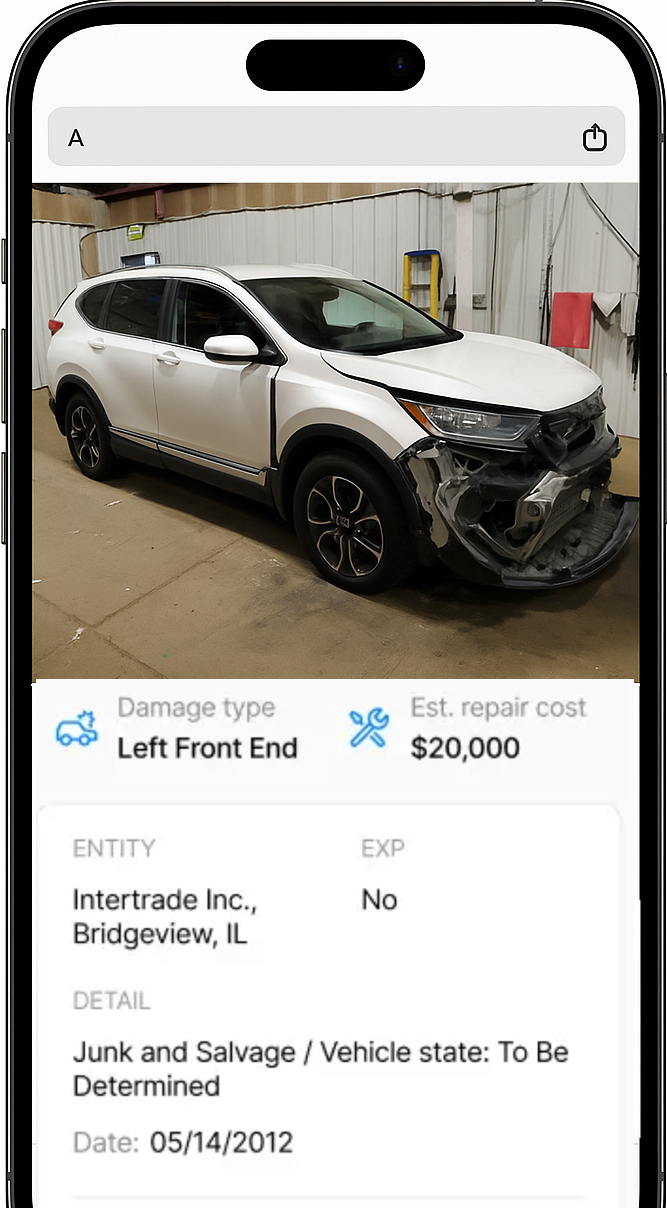 A
Damage type
Est. repair cost
Left Front End
$20,000
ENTITY
EXP
Intertrade Inc.,
Bridgeview, IL
No
DETAIL
Junk and Salvage / Vehicle state: To Be
Determined
Date: 05/14/2012